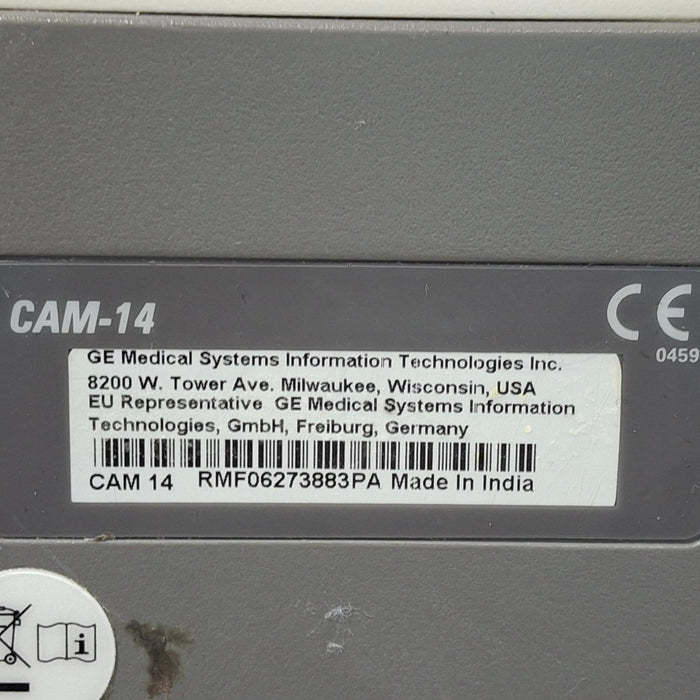 CAM-14
CE
0459
GE Medical Systems Information Technologies Inc.
8200 W. Tower Ave. Milwaukee, Wisconsin, USA
EU Representative GE Medical Systems Information
Technologies, GmbH, Freiburg, Germany
CAM 14 RMF06273883PA Made In India
i